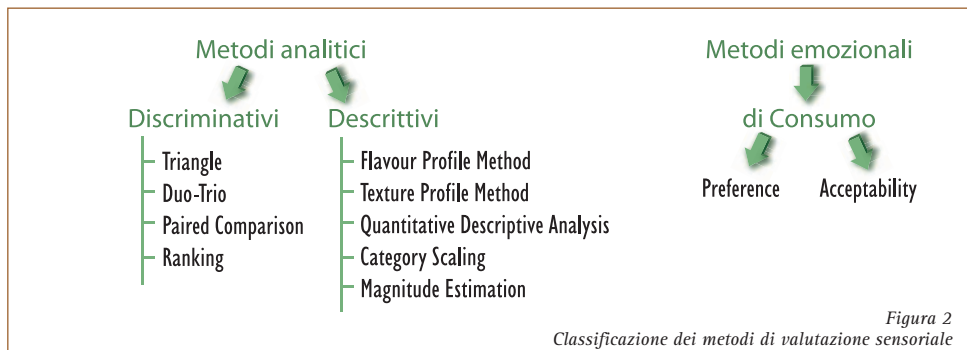 Metodi analitici
Discriminativi
Triangle
Duo-Trio
Paired Comparison
Ranking
Descrittivi
Flavour Profile Method
Texture Profile Method
Quantitative Descriptive Analysis
Category Scaling
Magnitude Estimation
Metodi emozionali
di Consumo
Preference
Acceptability
Figura 2
Classificazione dei metodi di valutazione sensoriale